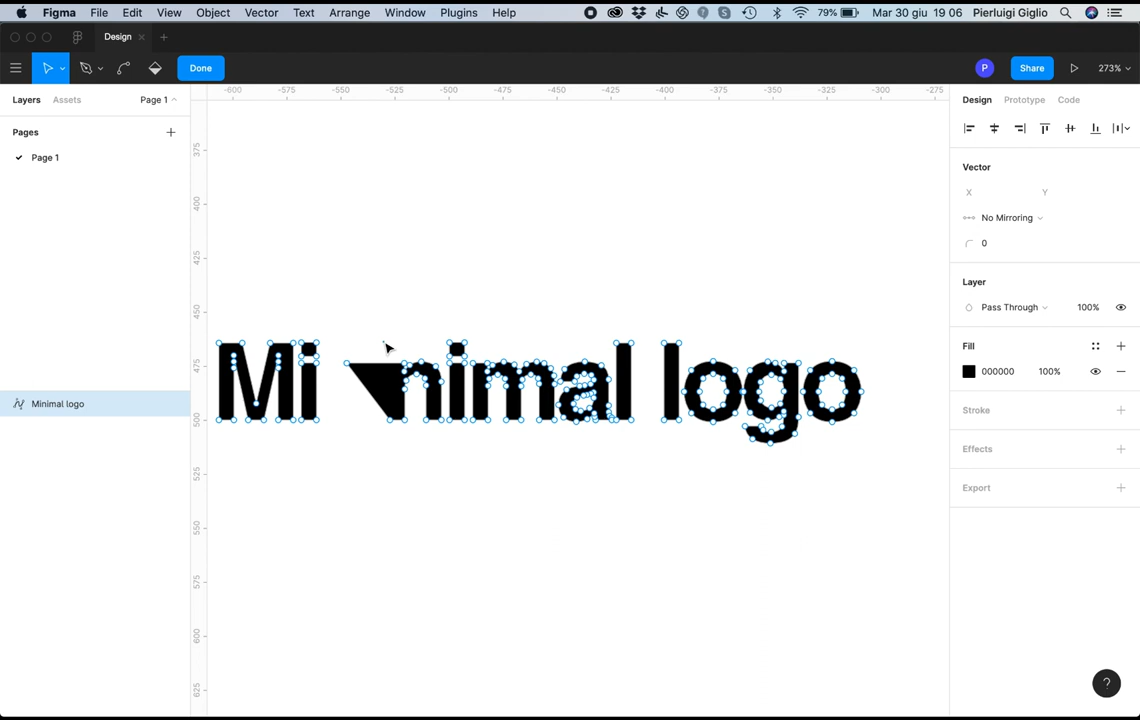 Figma File Edit View Object Vector Text Arrange Window Plugins Help 79% Mar 30 giu 19 06 Pierluigi Giglio
Design
Done P Share 273%
Layers Assets Page 1
-600 -575 -550 -525 -500 -475 -450 -425 -400 -375 -350 -325 -300 -275
Design Prototype Code
Pages
Page 1
375
400
425
450
475
500
525
550
575
600
625
Minimal logo
Mi nimal logo
Vector
X Y
No Mirroring
0
Layer
Pass Through 100%
Fill
000000 100%
Stroke
Effects
Export
?